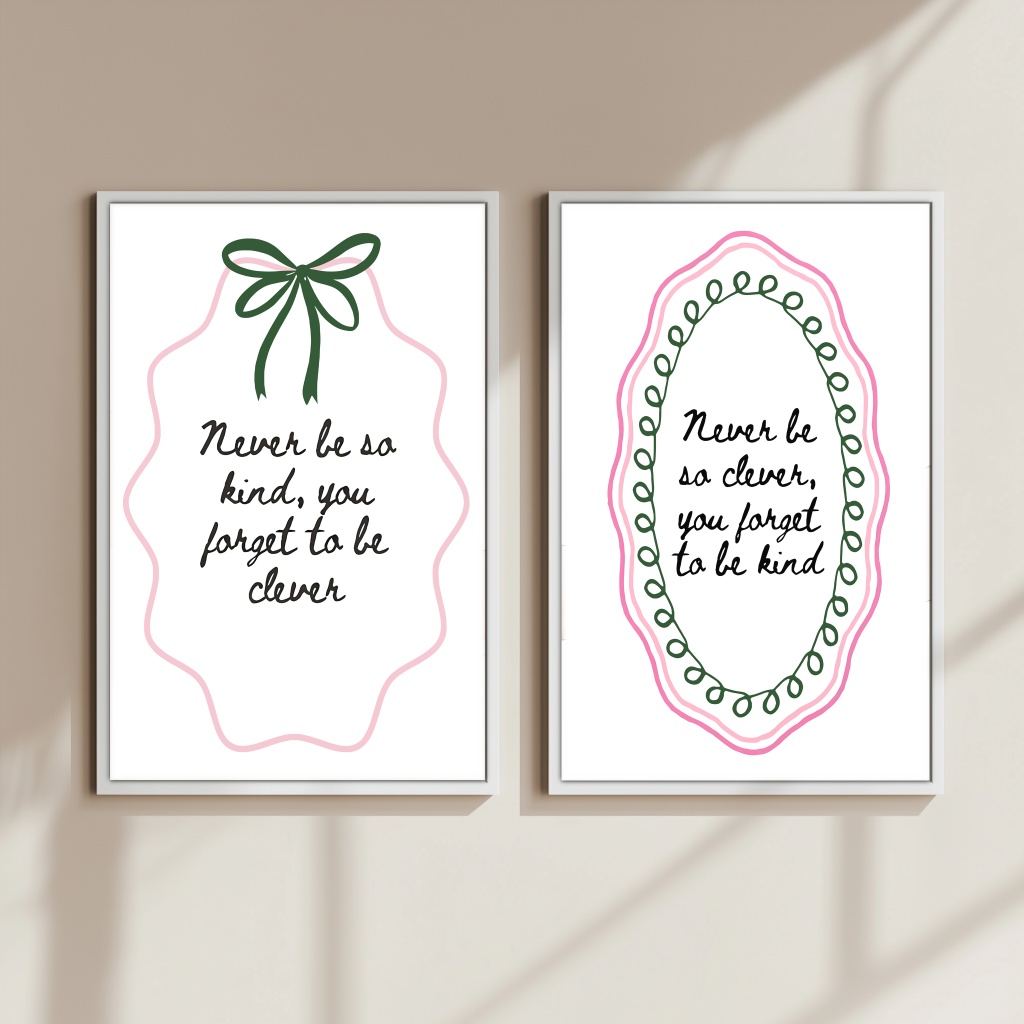 Never be so
kind, you
forget to be
clever
Never be
so clever,
you forget
to be kind